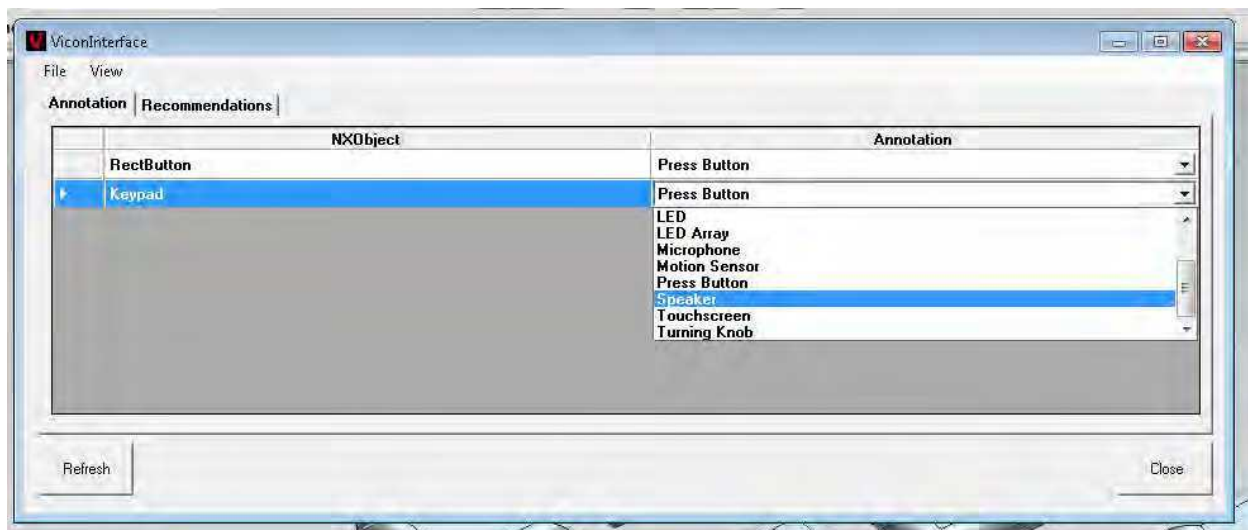 ViconInterface
File View
Annotation Recommendations
NXObject Annotation
RectButton Press Button
Keypad Press Button
LED
LED Array
Microphone
Motion Sensor
Press Button
Speaker
Touchscreen
Turning Knob
Refresh Close